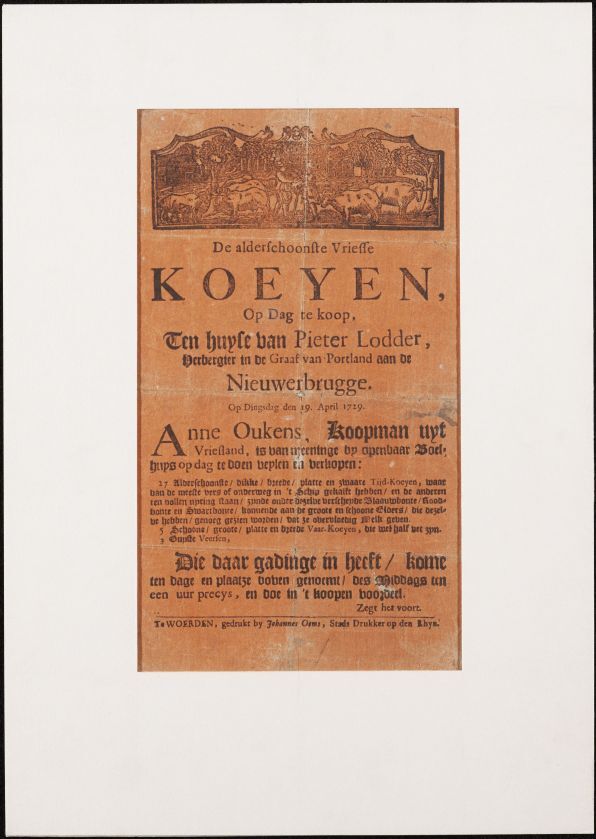 De alderschoonste Vriesse
KOEYEN,
Op Dag te koop,
Ten huyse van Pieter Lodder,
Herbergier in de Graaf van Portland aan de
Nieuwerbrugge.
Op Dingsdag den 19. April 1729.
Anne Oukens, Koopman uyt
Vriesland, is van meeninge by openbaar Boel-
huys op dag te doen veylen en verkopen:
27 Alderschoonste / dikke / breede / platte en zwaare Tijd-Koeyen, waar
van de meeste vers of onderweg in 't Schip gekalft hebben / en de anderen
ten vollen uyting staan / zynde onder dezelve verscheyde Blaauwbonte / Rood-
bonte en Swartbonte, konnende aan de groote en schoone Elders / die dezel-
ve hebben / genoeg gezien worden / dat ze overvloedig Melk geven.
5 Schoone / groote / platte en breede Vaar-Koeyen, die wel half vet zyn.
3 Guyste Veersen,
Die daar gadinge in heeft / kome
ten dage en plaatze boven genoemt / des Middags ten
een uur precys, en doe in 't koopen voordeel.
Zegt het voort.
Te WOERDEN, gedrukt by Johannes Oems, Stads Drukker op den Rhyn.